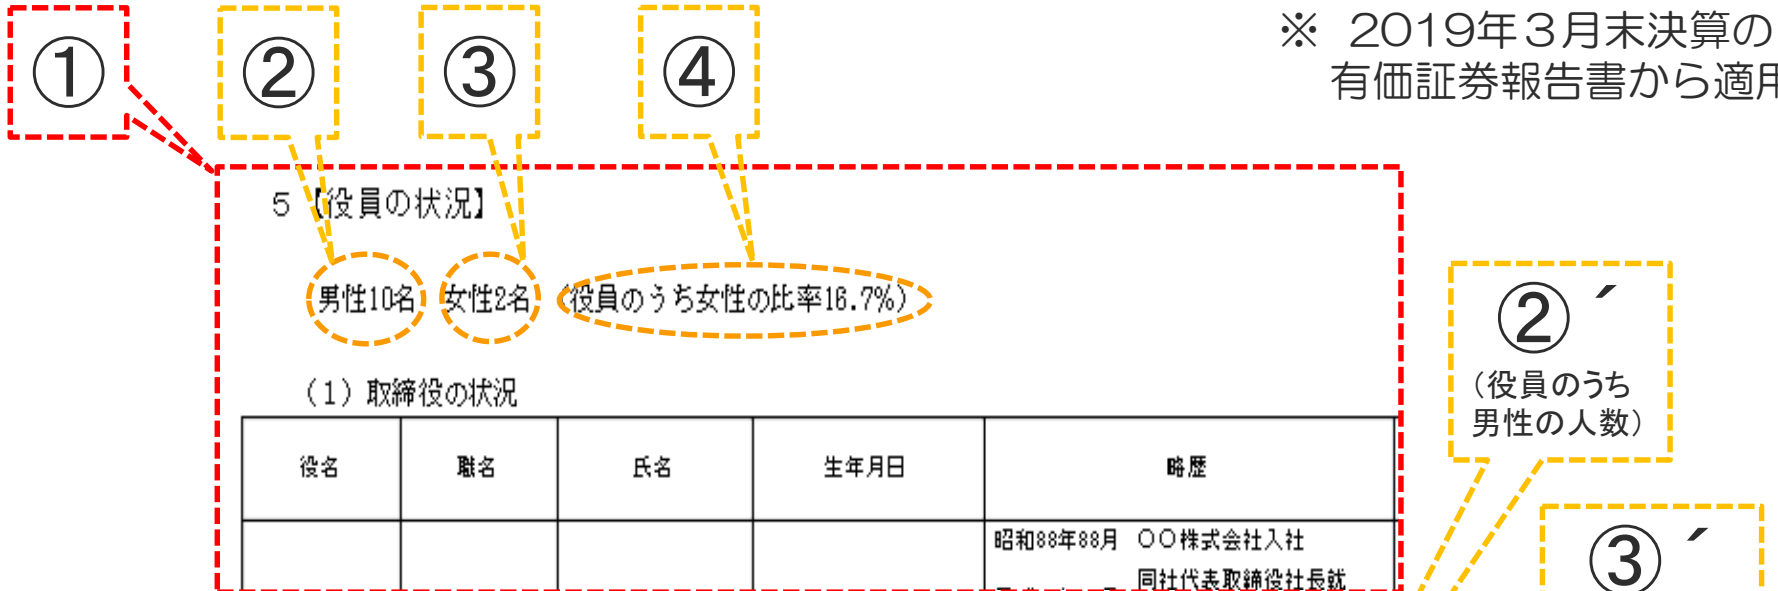 ① ② ③ ④
※ 2019年3月末決算の
有価証券報告書から適用
5【役員の状況】
男性10名 女性2名 (役員のうち女性の比率16.7%)
(1)取締役の状況
役名 職名 氏名 生年月日 略歴
昭和88年88月 〇〇株式会社入社
同社代表取締役社長就
②´
(役員のうち
男性の人数)
③´